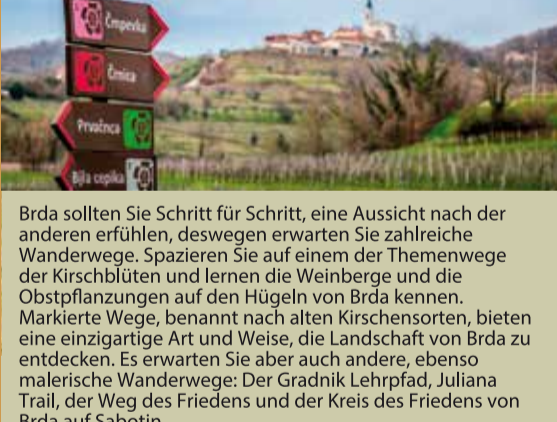 Črnpevka
Črnica
Prvačnca
Bila cepika
Brda sollten Sie Schritt für Schritt, eine Aussicht nach der
anderen erfühlen, deswegen erwarten Sie zahlreiche
Wanderwege. Spazieren Sie auf einem der Themenwege
der Kirschblüten und lernen die Weinberge und die
Obstpflanzungen auf den Hügeln von Brda kennen.
Markierte Wege, benannt nach alten Kirschensorten, bieten
eine einzigartige Art und Weise, die Landschaft von Brda zu
entdecken. Es erwarten Sie aber auch andere, ebenso
malerische Wanderwege: Der Gradnik Lehrpfad, Juliana
Trail, der Weg des Friedens und der Kreis des Friedens von
Brda auf Sabotin